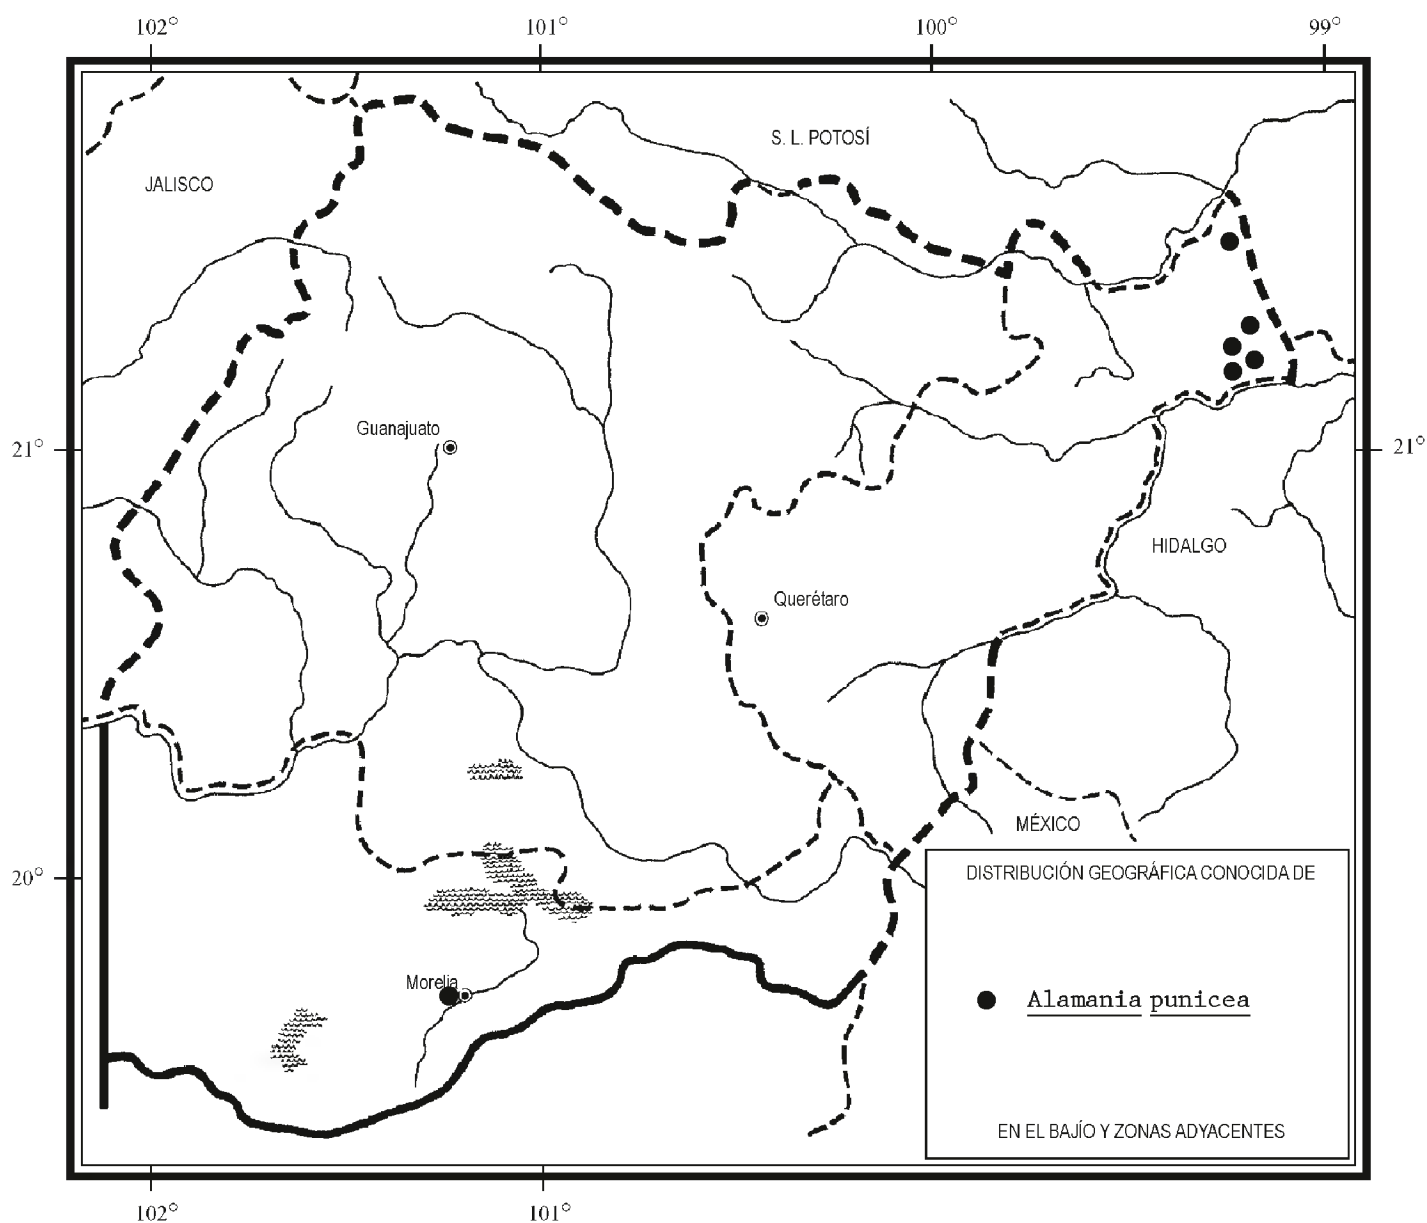 102° 101° 100° 99°
S. L. POTOSÍ
JALISCO
Guanajuato
21° 21°
HIDALGO
Querétaro
MÉXICO
20°
DISTRIBUCIÓN GEOGRÁFICA CONOCIDA DE
Morelia
Alamania punicea
EN EL BAJÍO Y ZONAS ADYACENTES
102° 101°